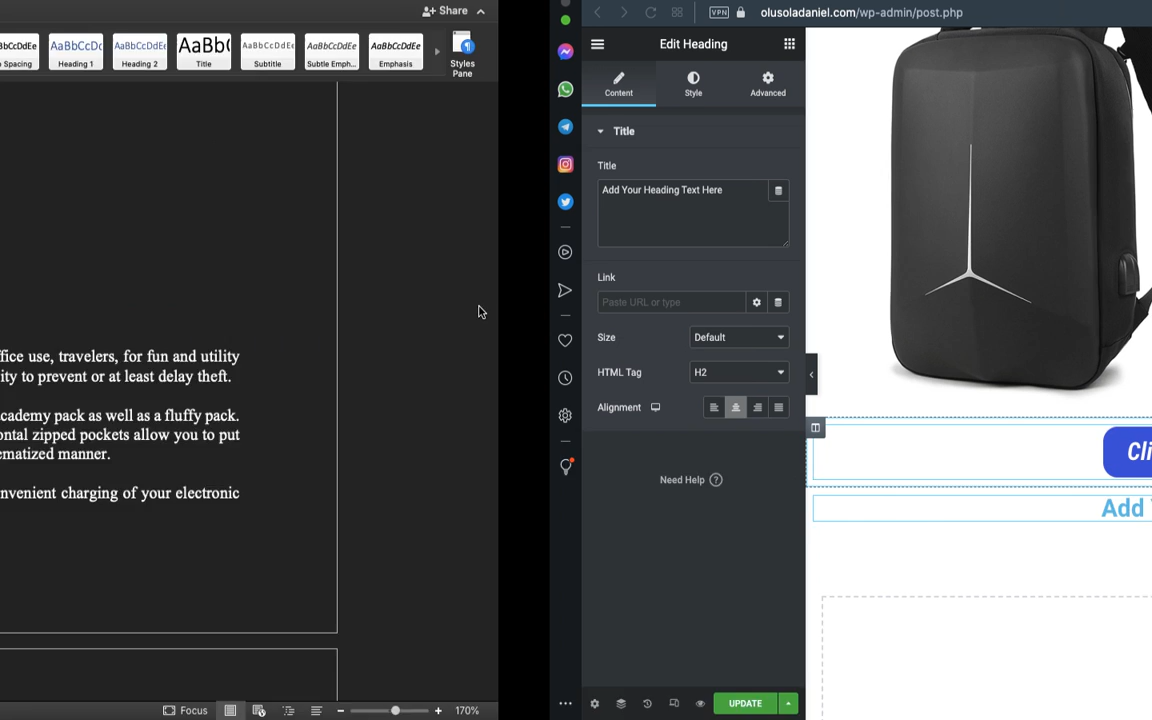 Share
bCcDdEe
AaBbCcDc
AaBbCcDdEe
AaBb(
AaBbCcDdEe
AaBbCcDdEe
AaBbCcDdEe
Spacing
Heading 1
Heading 2
Title
Subtitle
Subtle Emph...
Emphasis
Styles
Pane
fice use, travelers, for fun and utility
ity to prevent or at least delay theft.
cademy pack as well as a fluffy pack.
ontal zipped pockets allow you to put
ematized manner.
nvenient charging of your electronic
Focus
170%
VPN
olusoladaniel.com/wp-admin/post.php
Edit Heading
Content
Style
Advanced
Title
Title
Add Your Heading Text Here
Link
Paste URL or type
Size
Default
HTML Tag
H2
Alignment
Need Help ?
UPDATE
Cli
Add